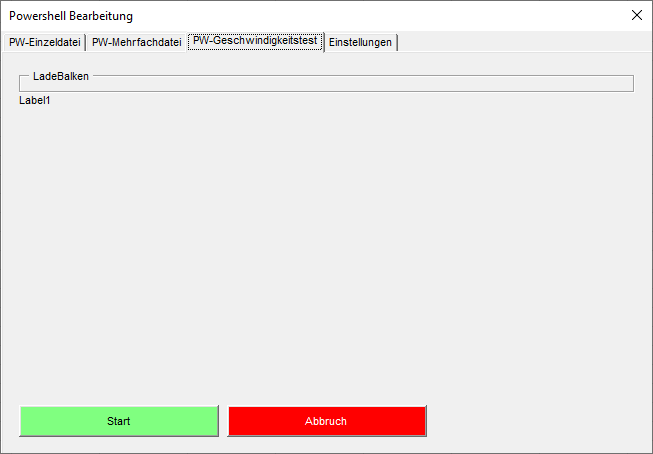 Powershell Bearbeitung
PW-Einzeldatei PW-Mehrfachdatei PW-Geschwindigkeitstest Einstellungen
LadeBalken
Label1
Start Abbruch